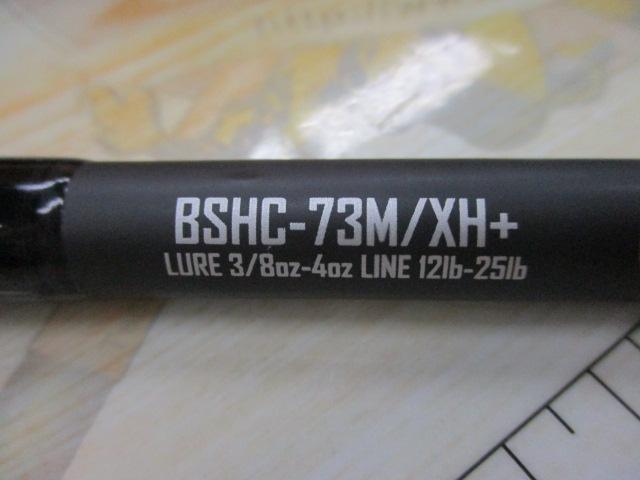 BSHC-73M/XH+
LURE 3/8oz-4oz LINE 12lb-25lb